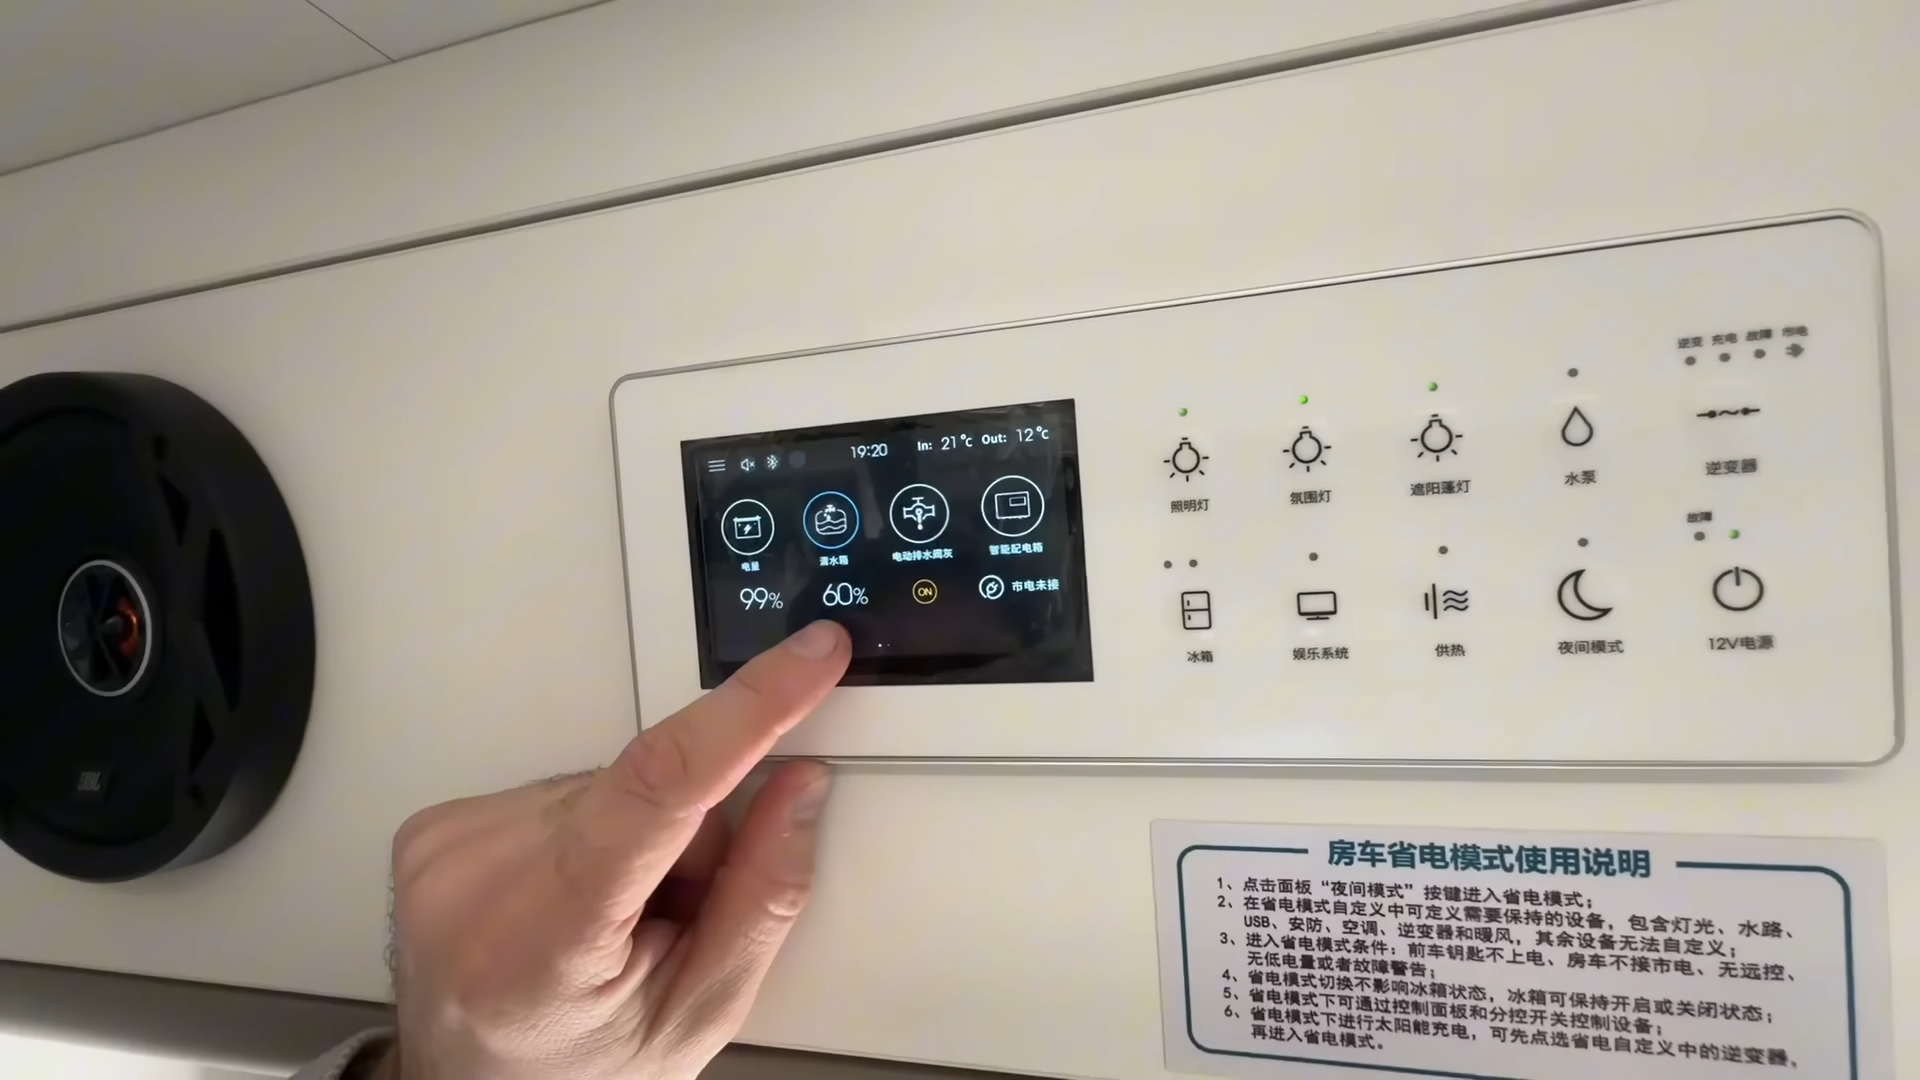 19:20 In: 21℃ Out: 12℃
电量
清水箱
电动排水阀灰
智能配电箱
99%
60%
ON
市电未接
照明灯
氛围灯
遮阳蓬灯
水泵
逆变 充电 故障 市电
逆变器
冰箱
娱乐系统
供热
夜间模式
故障
12V电源
JBL
房车省电模式使用说明
1、点击面板“夜间模式”按键进入省电模式；
2、在省电模式自定义中可定义需要保持的设备，包含灯光、水路、
USB、安防、空调、逆变器和暖风，其余设备无法自定义；
3、进入省电模式条件：前车钥匙不上电、房车不接市电、无远控、
无低电量或者故障警告；
4、省电模式切换不影响冰箱状态，冰箱可保持开启或关闭状态；
5、省电模式下可通过控制面板和分控开关控制设备；
6、省电模式下进行太阳能充电，可先点选省电自定义中的逆变器，
再进入省电模式。